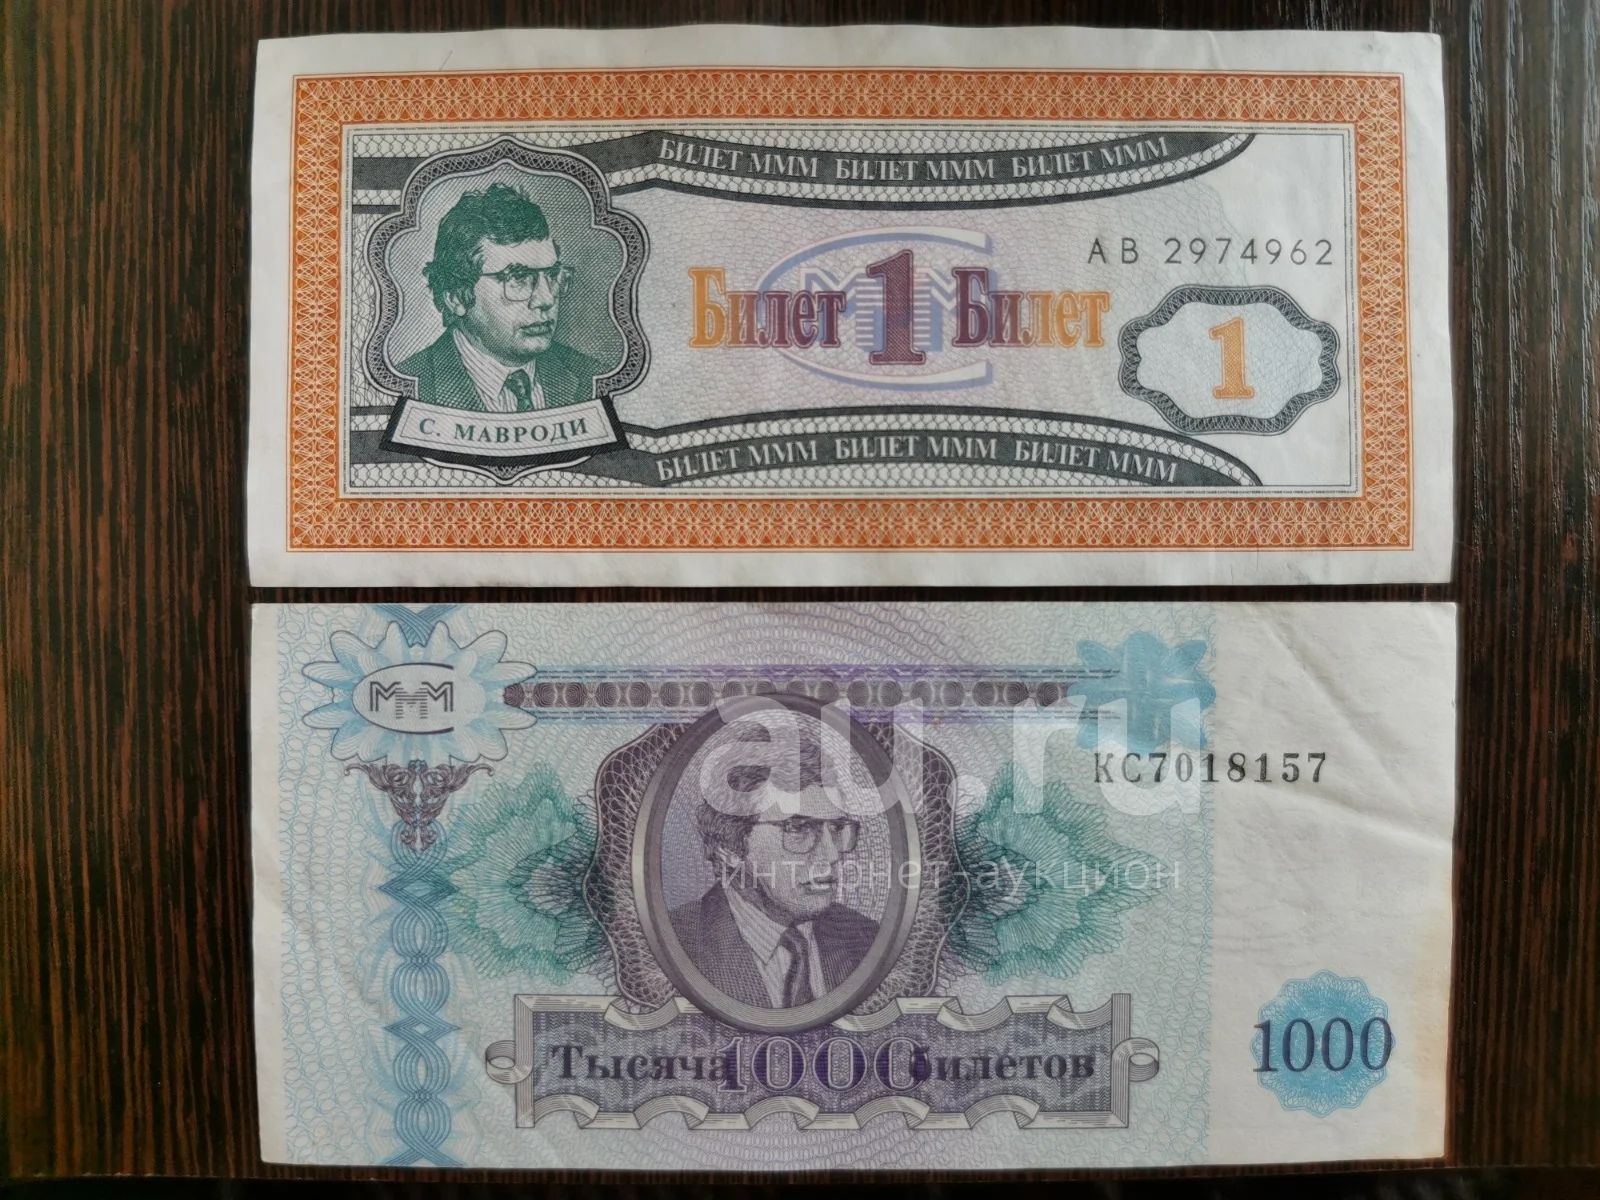 БИЛЕТ МММ БИЛЕТ МММ БИЛЕТ МММ
АВ 2974962
Билет 1 Билет
МММ
1
С. МАВРОДИ
БИЛЕТ МММ БИЛЕТ МММ БИЛЕТ МММ
МММ
au.ru
КС7018157
интернет-аукцион
Тысяча 1000 билетов
1000